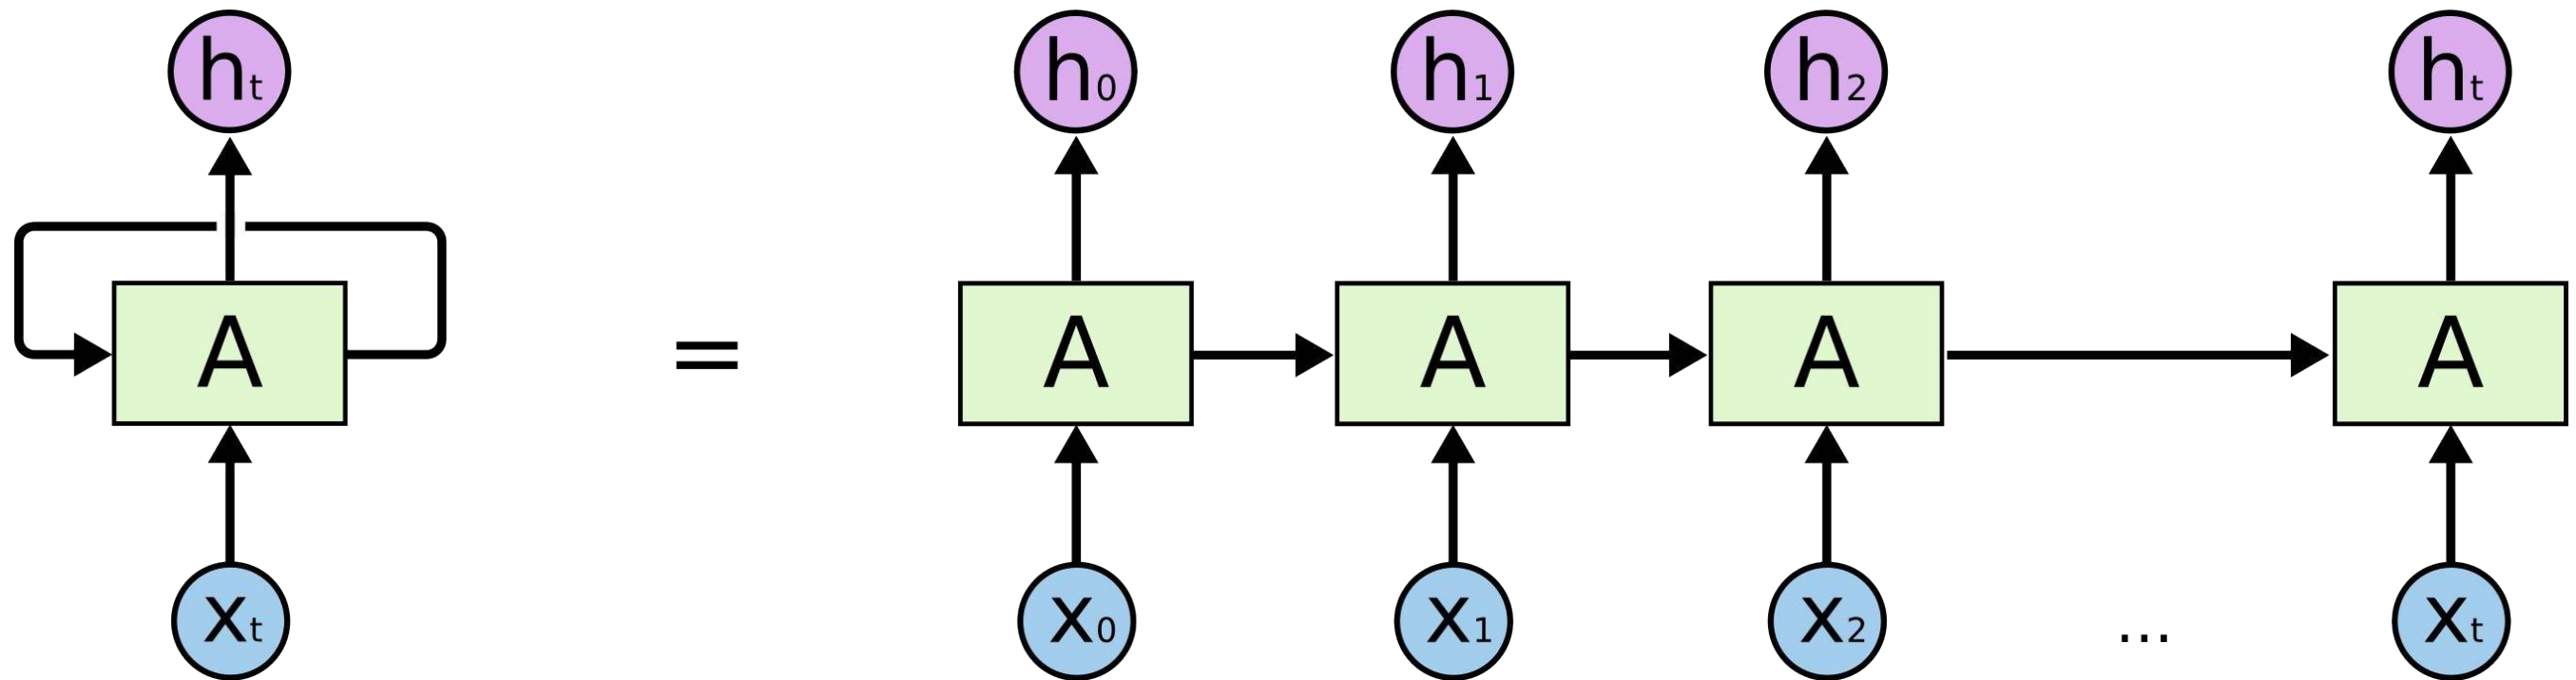 ht h0 h1 h2 ht
A = A A A A
xt x0 x1 x2 ... xt